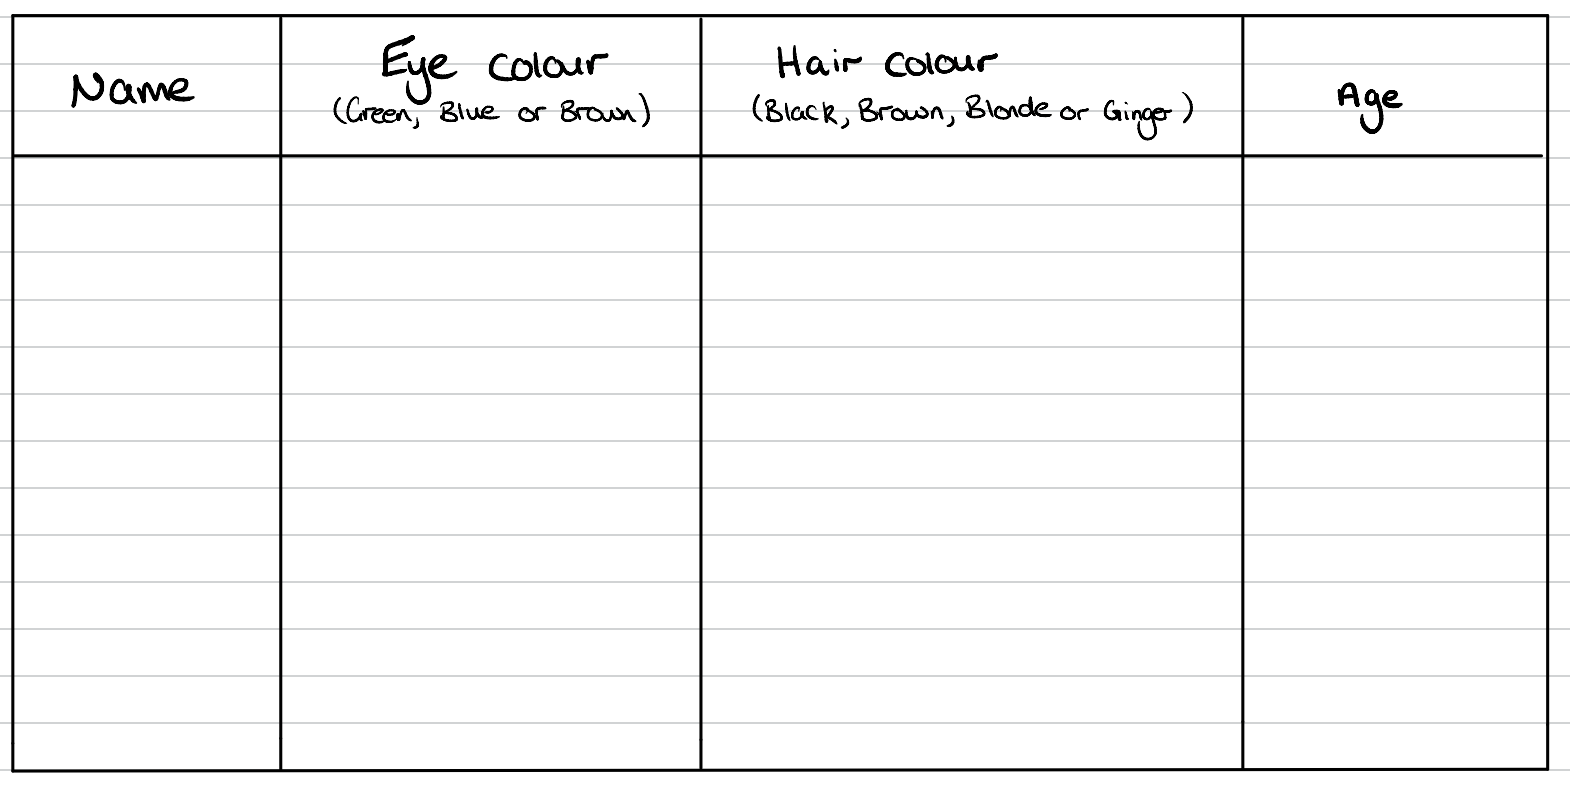 Name
Eye colour
(Green, Blue or Brown)
Hair colour
(Black, Brown, Blonde or Ginger)
Age